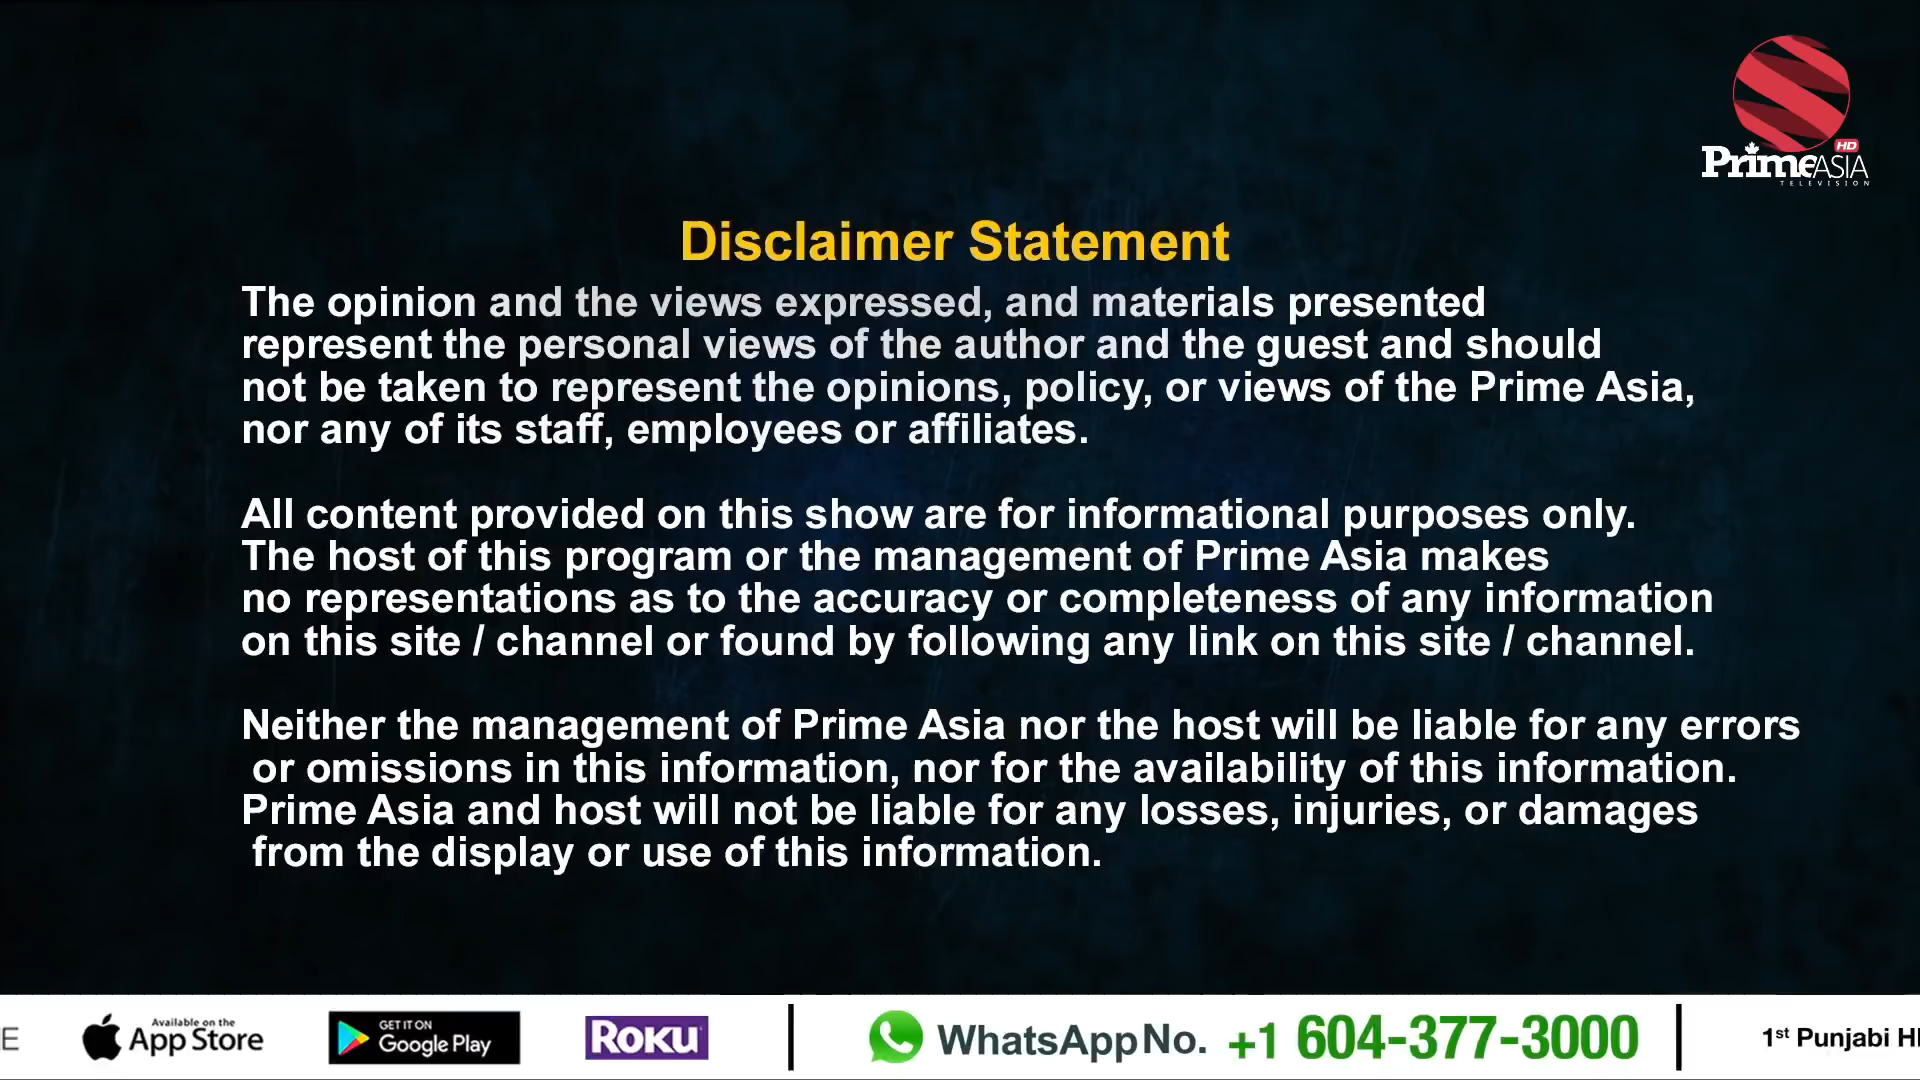 HD
PrimeASIA
TELEVISION
Disclaimer Statement
The opinion and the views expressed, and materials presented
represent the personal views of the author and the guest and should
not be taken to represent the opinions, policy, or views of the Prime Asia,
nor any of its staff, employees or affiliates.
All content provided on this show are for informational purposes only.
The host of this program or the management of Prime Asia makes
no representations as to the accuracy or completeness of any information
on this site / channel or found by following any link on this site / channel.
Neither the management of Prime Asia nor the host will be liable for any errors
or omissions in this information, nor for the availability of this information.
Prime Asia and host will not be liable for any losses, injuries, or damages
from the display or use of this information.
Available on the
App Store
GET IT ON
Google Play
ROKU
WhatsApp No. +1 604-377-3000
1st Punjabi